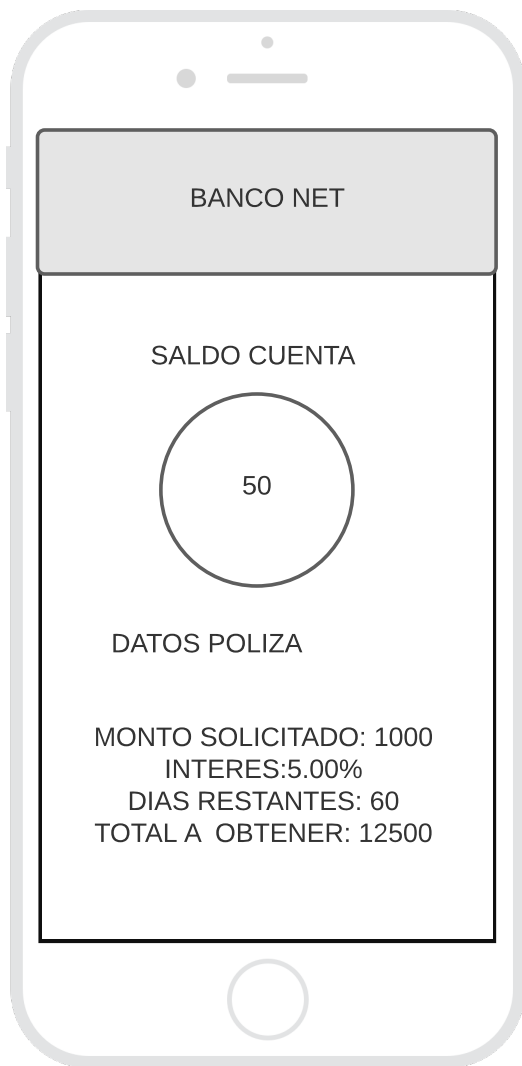 BANCO NET
SALDO CUENTA
50
DATOS POLIZA
MONTO SOLICITADO: 1000
INTERES:5.00%
DIAS RESTANTES: 60
TOTAL A  OBTENER: 12500